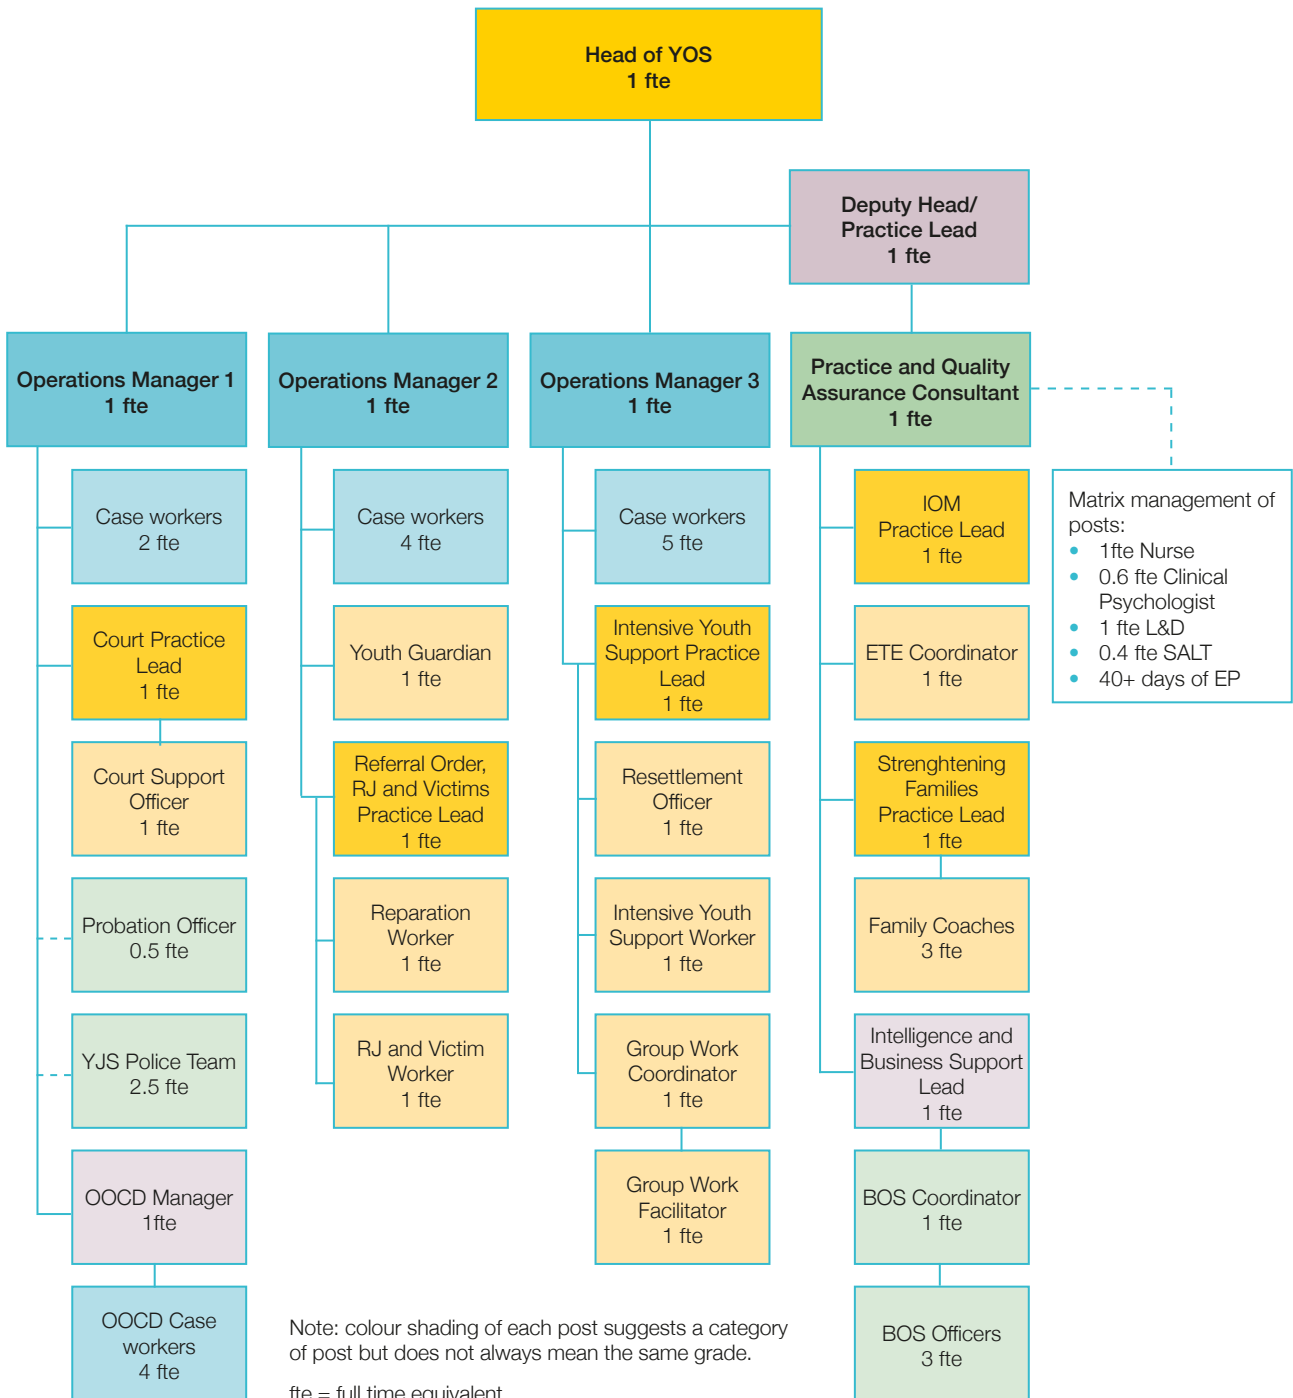 Head of YOS
1 fte
Deputy Head/
Practice Lead
1 fte
Operations Manager 1
1 fte
Operations Manager 2
1 fte
Operations Manager 3
1 fte
Practice and Quality
Assurance Consultant
1 fte
Case workers
2 fte
Court Practice
Lead
1 fte
Court Support
Officer
1 fte
Probation Officer
0.5 fte
YJS Police Team
2.5 fte
OOCD Manager
1fte
OOCD Case
workers
4 fte
Case workers
4 fte
Youth Guardian
1 fte
Referral Order,
RJ and Victims
Practice Lead
1 fte
Reparation
Worker
1 fte
RJ and Victim
Worker
1 fte
Case workers
5 fte
Intensive Youth
Support Practice
Lead
1 fte
Resettlement
Officer
1 fte
Intensive Youth
Support Worker
1 fte
Group Work
Coordinator
1 fte
Group Work
Facilitator
1 fte
IOM
Practice Lead
1 fte
ETE Coordinator
1 fte
Strenghtening
Families
Practice Lead
1 fte
Family Coaches
3 fte
Intelligence and
Business Support
Lead
1 fte
BOS Coordinator
1 fte
BOS Officers
3 fte
Matrix management of
posts:
• 1fte Nurse
• 0.6 fte Clinical
Psychologist
• 1 fte L&D
• 0.4 fte SALT
• 40+ days of EP
Note: colour shading of each post suggests a category
of post but does not always mean the same grade.
fte = full time equivalent